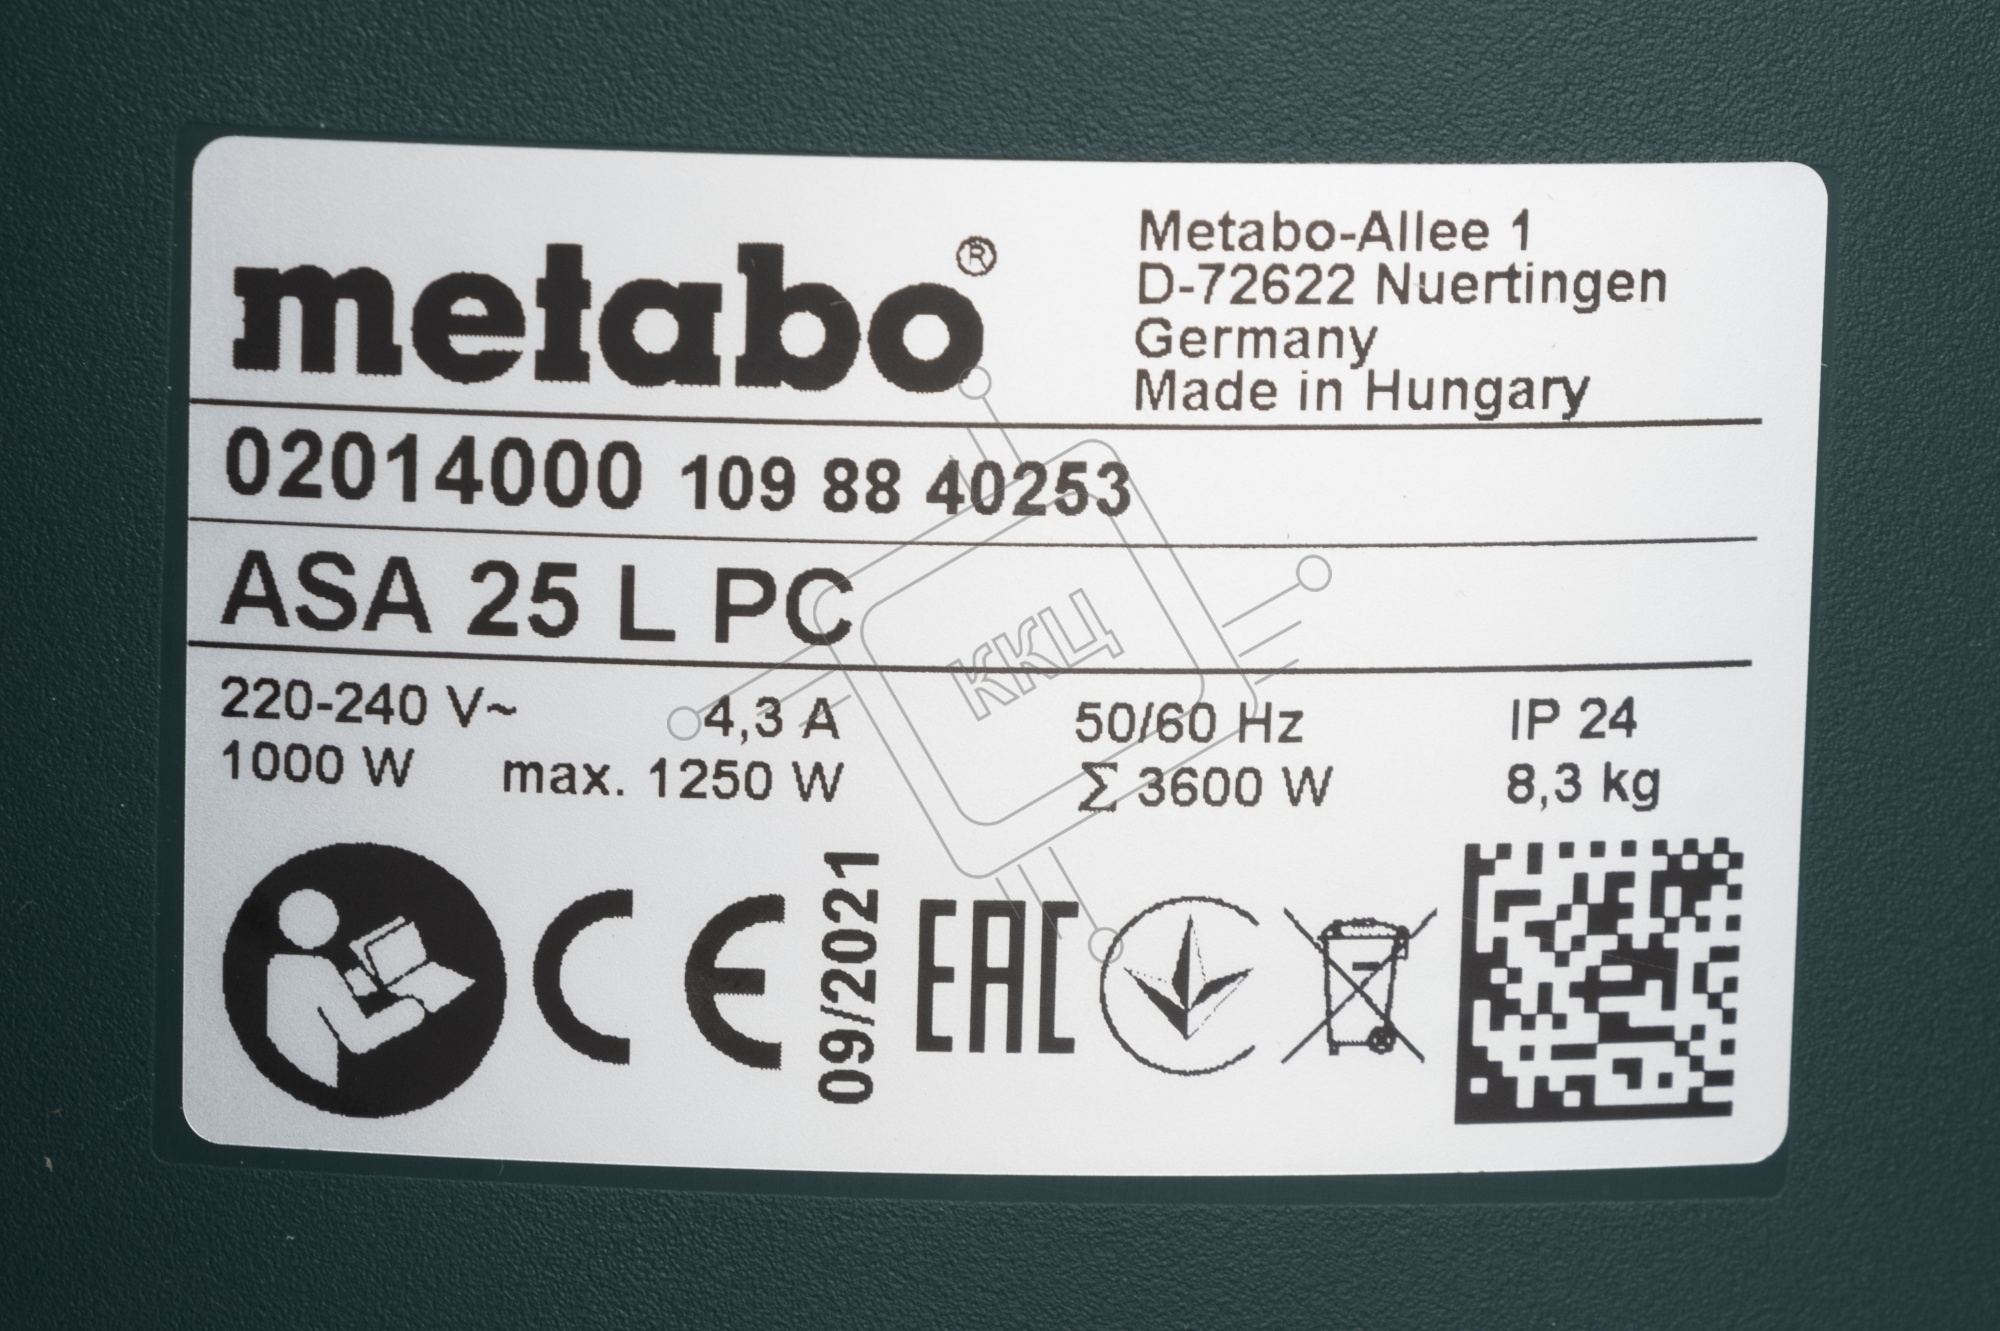 metabo®
Metabo-Allee 1
D-72622 Nuertingen
Germany
Made in Hungary
02014000 109 88 40253
ASA 25 L PC
220-240 V~ 4,3 A 50/60 Hz IP 24
1000 W max. 1250 W Σ 3600 W 8,3 kg
CE 09/2021 EAC
ККЦ